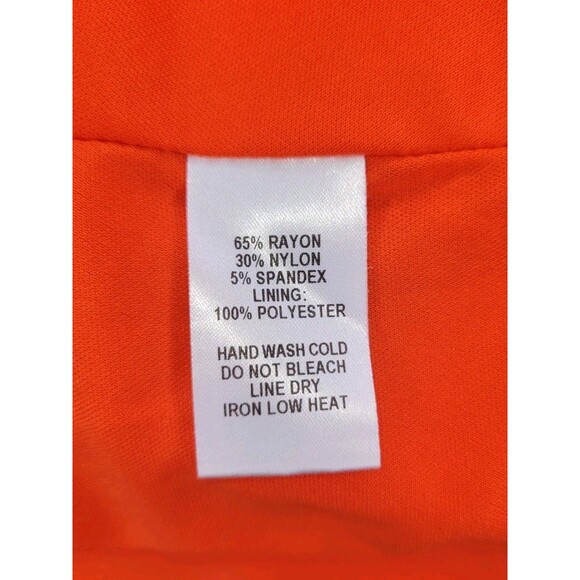 65% RAYON
30% NYLON
5% SPANDEX
LINING:
100% POLYESTER
HAND WASH COLD
DO NOT BLEACH
LINE DRY
IRON LOW HEAT